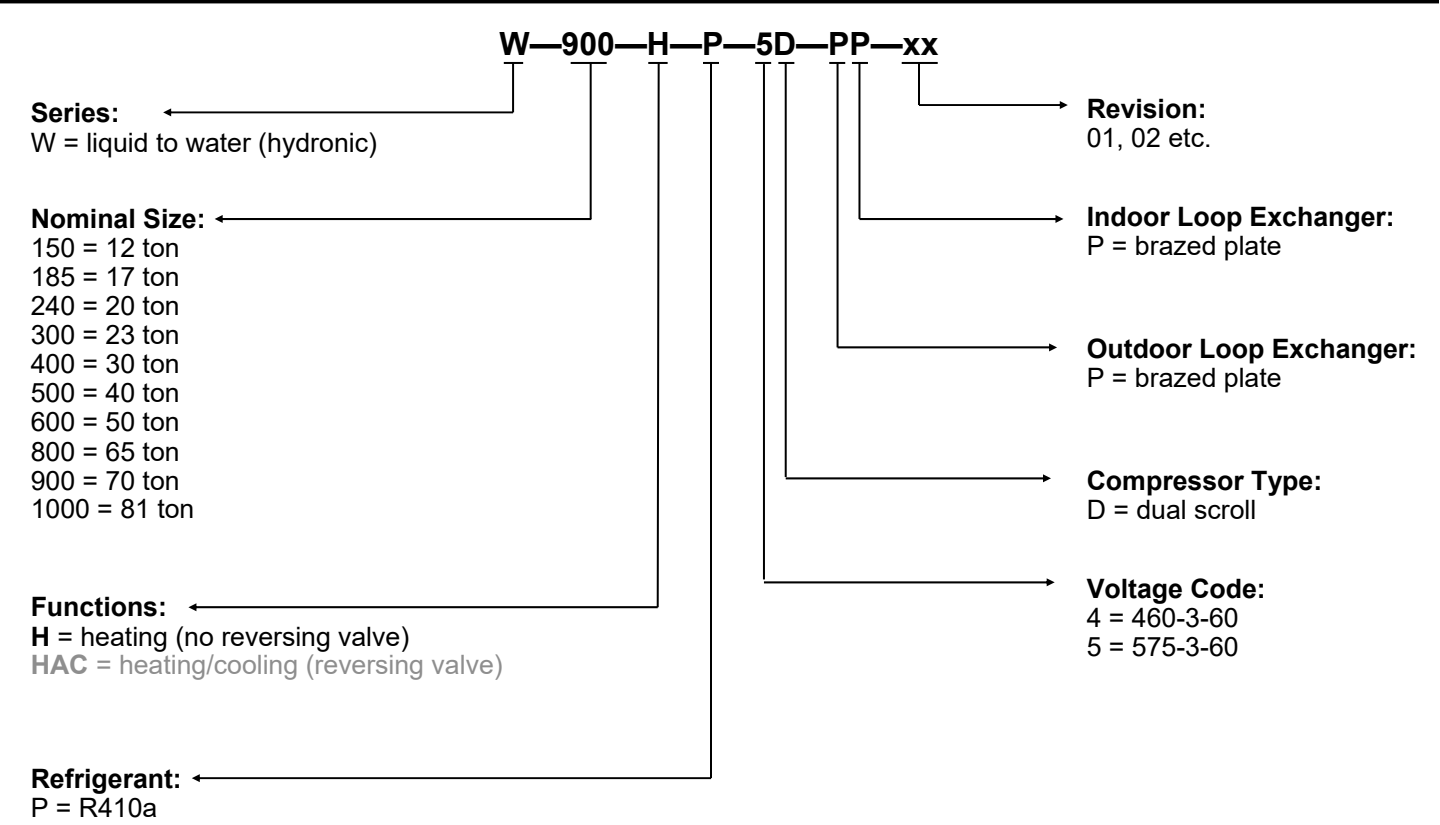 W—900—H—P—5D—PP—xx
Series:
W = liquid to water (hydronic)
Nominal Size:
150 = 12 ton
185 = 17 ton
240 = 20 ton
300 = 23 ton
400 = 30 ton
500 = 40 ton
600 = 50 ton
800 = 65 ton
900 = 70 ton
1000 = 81 ton
Functions:
H = heating (no reversing valve)
HAC = heating/cooling (reversing valve)
Refrigerant:
P = R410a
Revision:
01, 02 etc.
Indoor Loop Exchanger:
P = brazed plate
Outdoor Loop Exchanger:
P = brazed plate
Compressor Type:
D = dual scroll
Voltage Code:
4 = 460-3-60
5 = 575-3-60